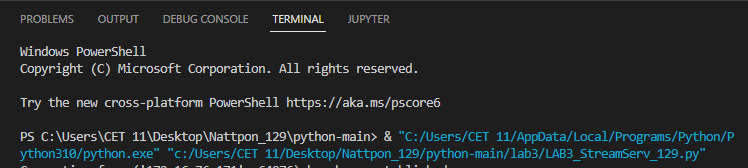 PROBLEMS OUTPUT DEBUG CONSOLE TERMINAL JUPYTER
Windows PowerShell
Copyright (C) Microsoft Corporation. All rights reserved.
Try the new cross-platform PowerShell https://aka.ms/pscore6
PS C:\Users\CET 11\Desktop\Nattpon_129\python-main> & "C:/Users/CET 11/AppData/Local/Programs/Python/P
ython310/python.exe" "c:/Users/CET 11/Desktop/Nattpon_129/python-main/lab3/LAB3_StreamServ_129.py"